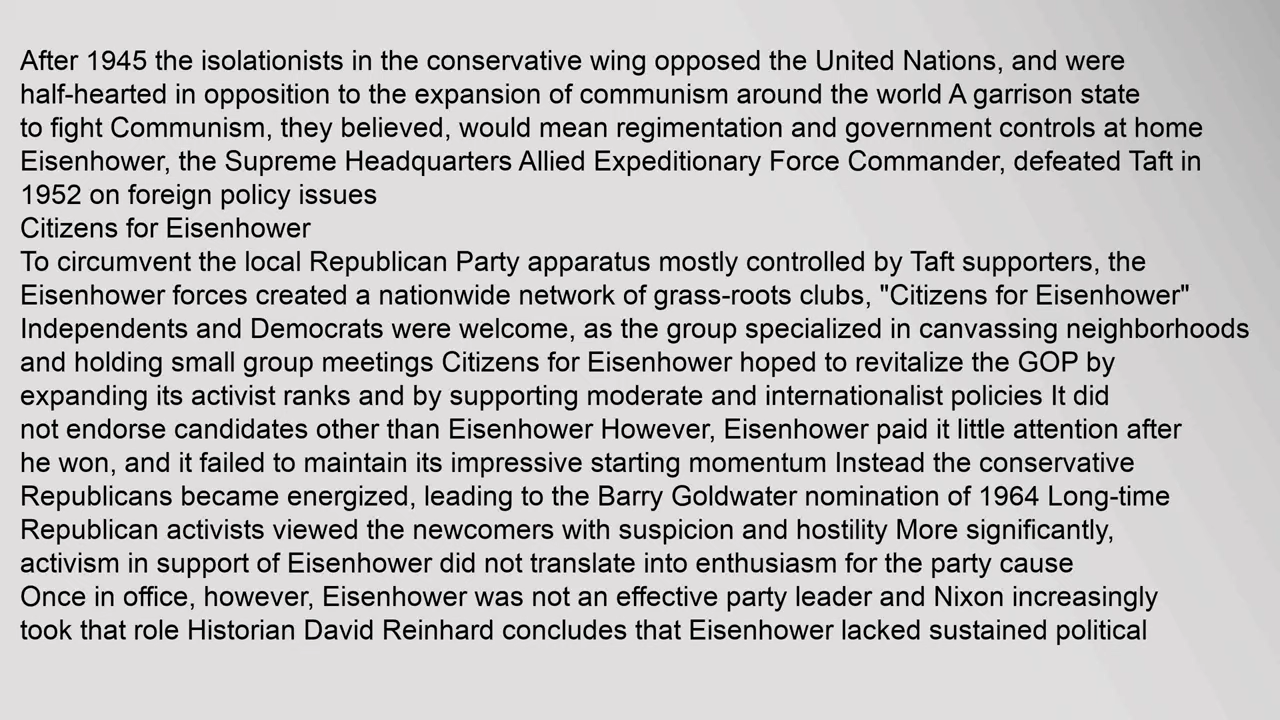 After 1945 the isolationists in the conservative wing opposed the United Nations, and were
half-hearted in opposition to the expansion of communism around the world A garrison state
to fight Communism, they believed, would mean regimentation and government controls at home
Eisenhower, the Supreme Headquarters Allied Expeditionary Force Commander, defeated Taft in
1952 on foreign policy issues
Citizens for Eisenhower
To circumvent the local Republican Party apparatus mostly controlled by Taft supporters, the
Eisenhower forces created a nationwide network of grass-roots clubs, "Citizens for Eisenhower"
Independents and Democrats were welcome, as the group specialized in canvassing neighborhoods
and holding small group meetings Citizens for Eisenhower hoped to revitalize the GOP by
expanding its activist ranks and by supporting moderate and internationalist policies It did
not endorse candidates other than Eisenhower However, Eisenhower paid it little attention after
he won, and it failed to maintain its impressive starting momentum Instead the conservative
Republicans became energized, leading to the Barry Goldwater nomination of 1964 Long-time
Republican activists viewed the newcomers with suspicion and hostility More significantly,
activism in support of Eisenhower did not translate into enthusiasm for the party cause
Once in office, however, Eisenhower was not an effective party leader and Nixon increasingly
took that role Historian David Reinhard concludes that Eisenhower lacked sustained political